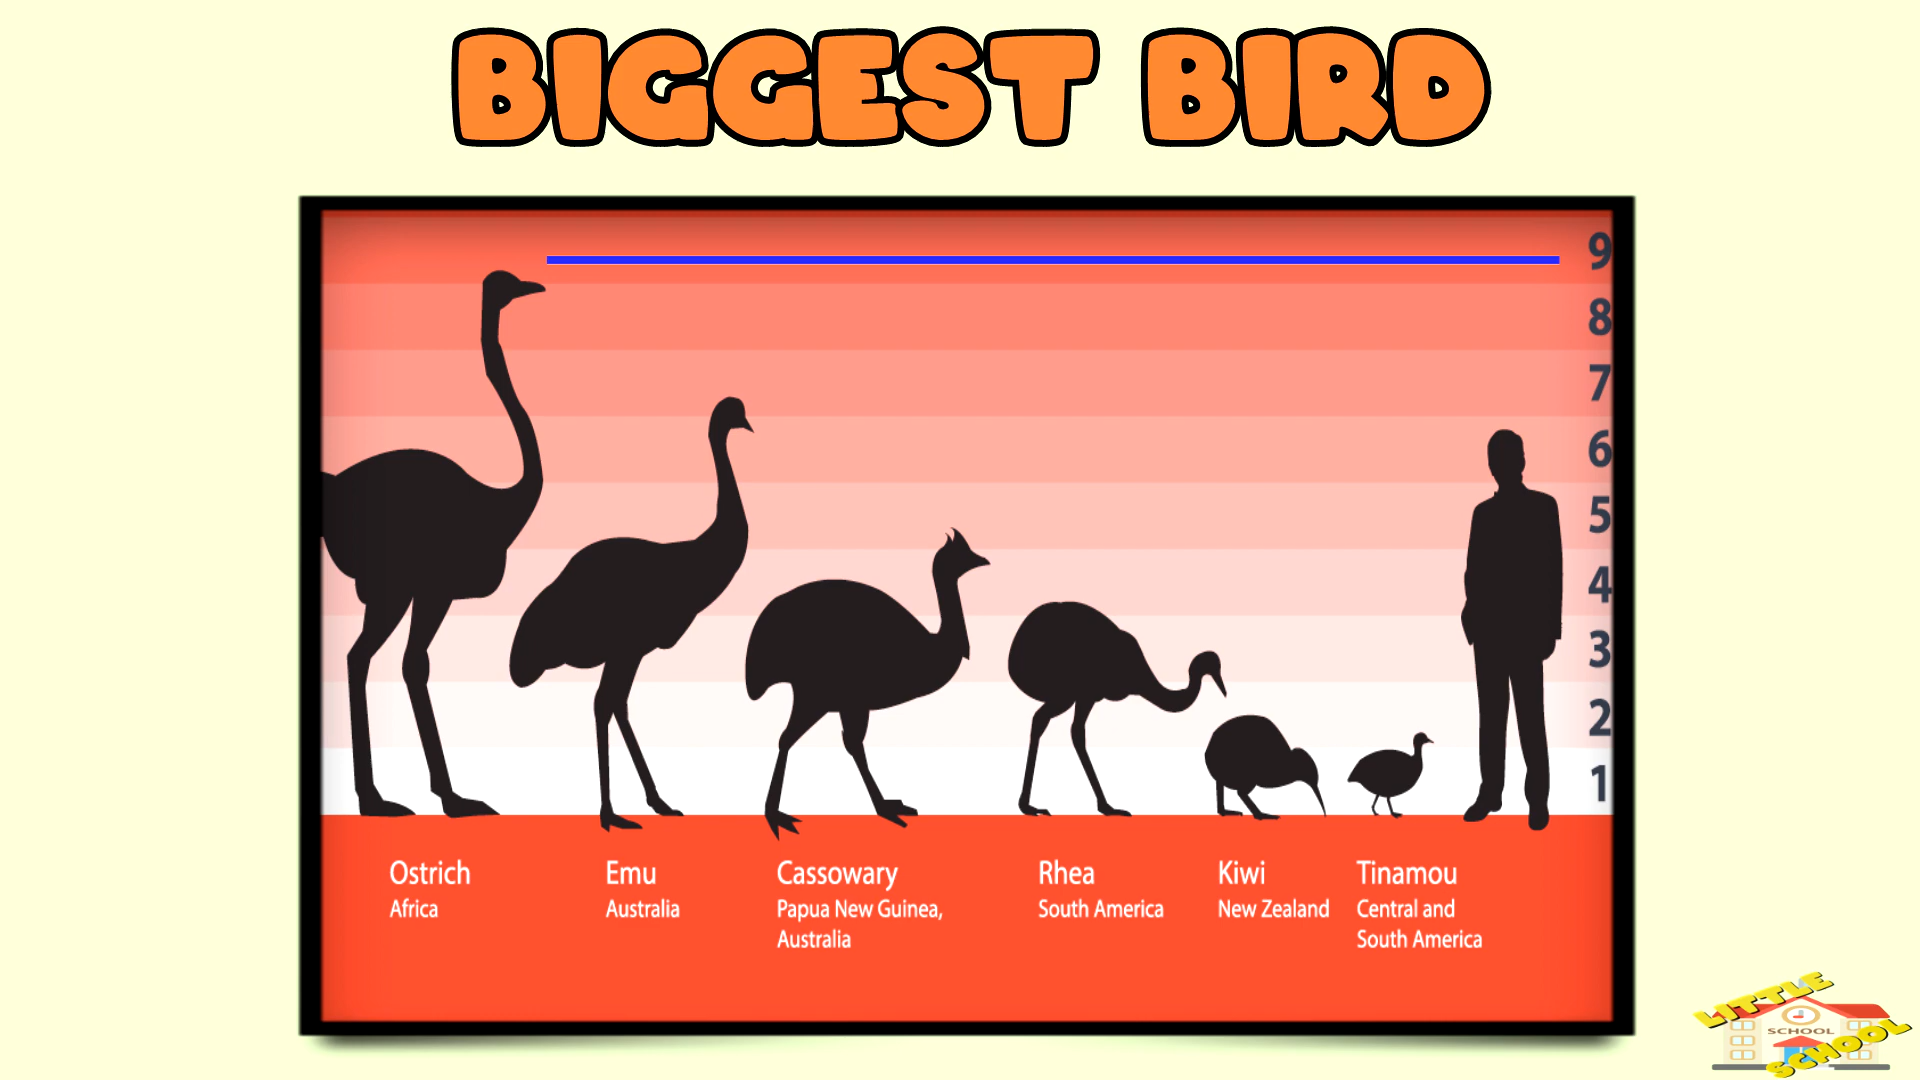 BIGGEST BIRD
9
8
7
6
5
4
3
2
1
Ostrich
Africa
Emu
Australia
Cassowary
Papua New Guinea,
Australia
Rhea
South America
Kiwi
New Zealand
Tinamou
Central and
South America
LITTLE
SCHOOL
SCHOOL